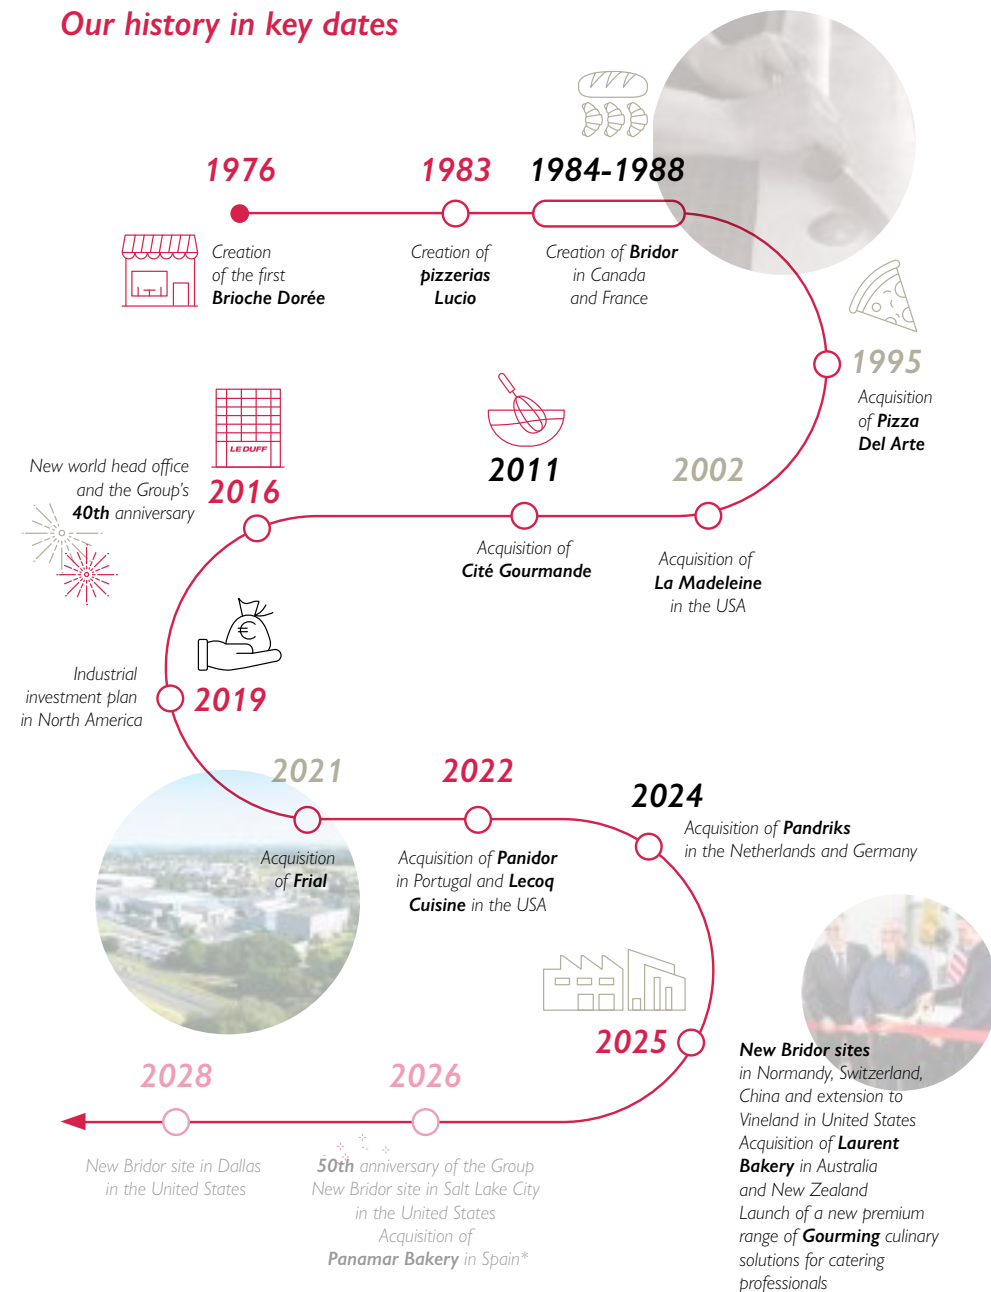 Our history in key dates
1976
Creation
of the first
Brioche Dorée
1983
Creation of
pizzerias
Lucio
1984-1988
Creation of Bridor
in Canada
and France
1995
Acquisition
of Pizza
Del Arte
2002
Acquisition of
La Madeleine
in the USA
2011
Acquisition of
Cité Gourmande
LE DUFF
2016
New world head office
and the Group's
40th anniversary
€
2019
Industrial
investment plan
in North America
2021
Acquisition
of Frial
2022
Acquisition of Panidor
in Portugal and Lecoq
Cuisine in the USA
2024
Acquisition of Pandriks
in the Netherlands and Germany
2025
New Bridor sites
in Normandy, Switzerland,
China and extension to
Vineland in United States
Acquisition of Laurent
Bakery in Australia
and New Zealand
Launch of a new premium
range of Gourming culinary
solutions for catering
professionals
2026
50th anniversary of the Group
New Bridor site in Salt Lake City
in the United States
Acquisition of
Panamar Bakery in Spain*
2028
New Bridor site in Dallas
in the United States